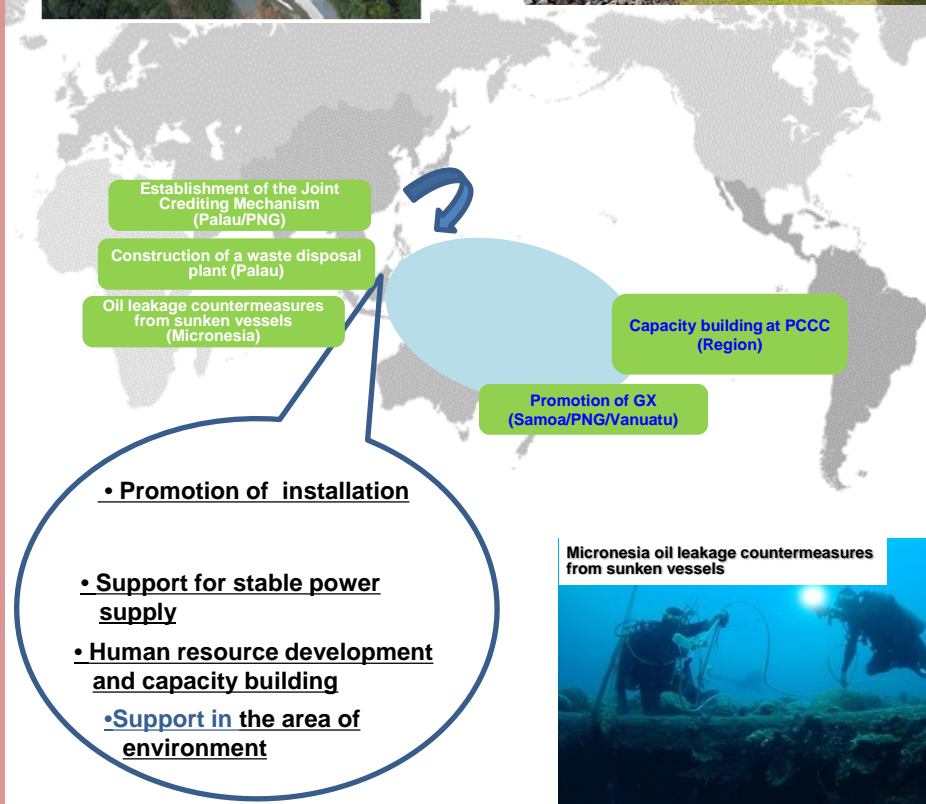 Establishment of the Joint
Crediting Mechanism
(Palau/PNG)
Construction of a waste disposal
plant (Palau)
Oil leakage countermeasures
from sunken vessels
(Micronesia)
Capacity building at PCCC
(Region)
Promotion of GX
(Samoa/PNG/Vanuatu)
• Promotion of  installation
• Support for stable power
supply
• Human resource development
and capacity building
•Support in the area of
environment
Micronesia oil leakage countermeasures
from sunken vessels